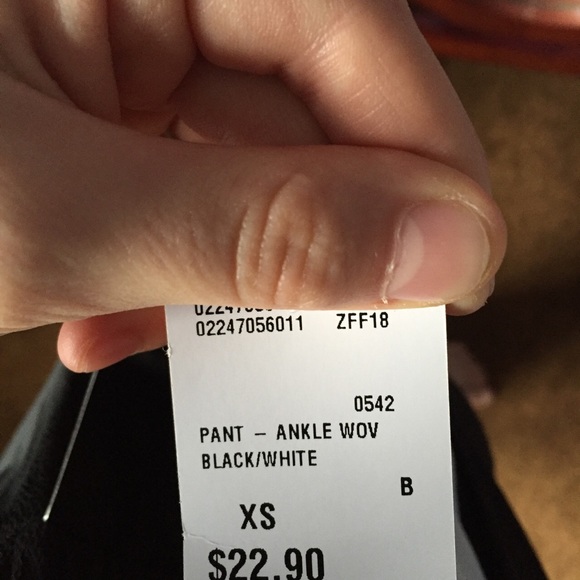 02247056011 ZFF18
0542
PANT – ANKLE WOV
BLACK/WHITE
B
XS
$22.90